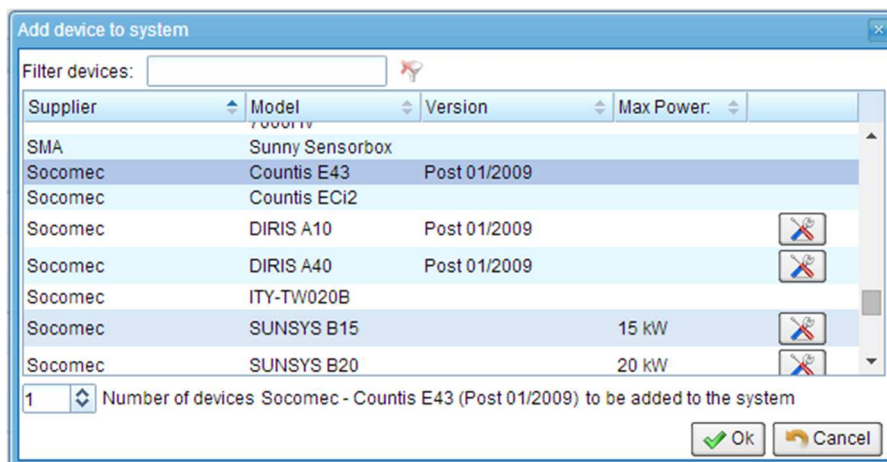 Add device to system
Filter devices:
Supplier Model Version Max Power:
7000HV
SMA Sunny Sensorbox
Socomec Countis E43 Post 01/2009
Socomec Countis ECi2
Socomec DIRIS A10 Post 01/2009
Socomec DIRIS A40 Post 01/2009
Socomec ITY-TW020B
Socomec SUNSYS B15 15 kW
Socomec SUNSYS B20 20 kW
1 Number of devices Socomec - Countis E43 (Post 01/2009) to be added to the system
Ok Cancel